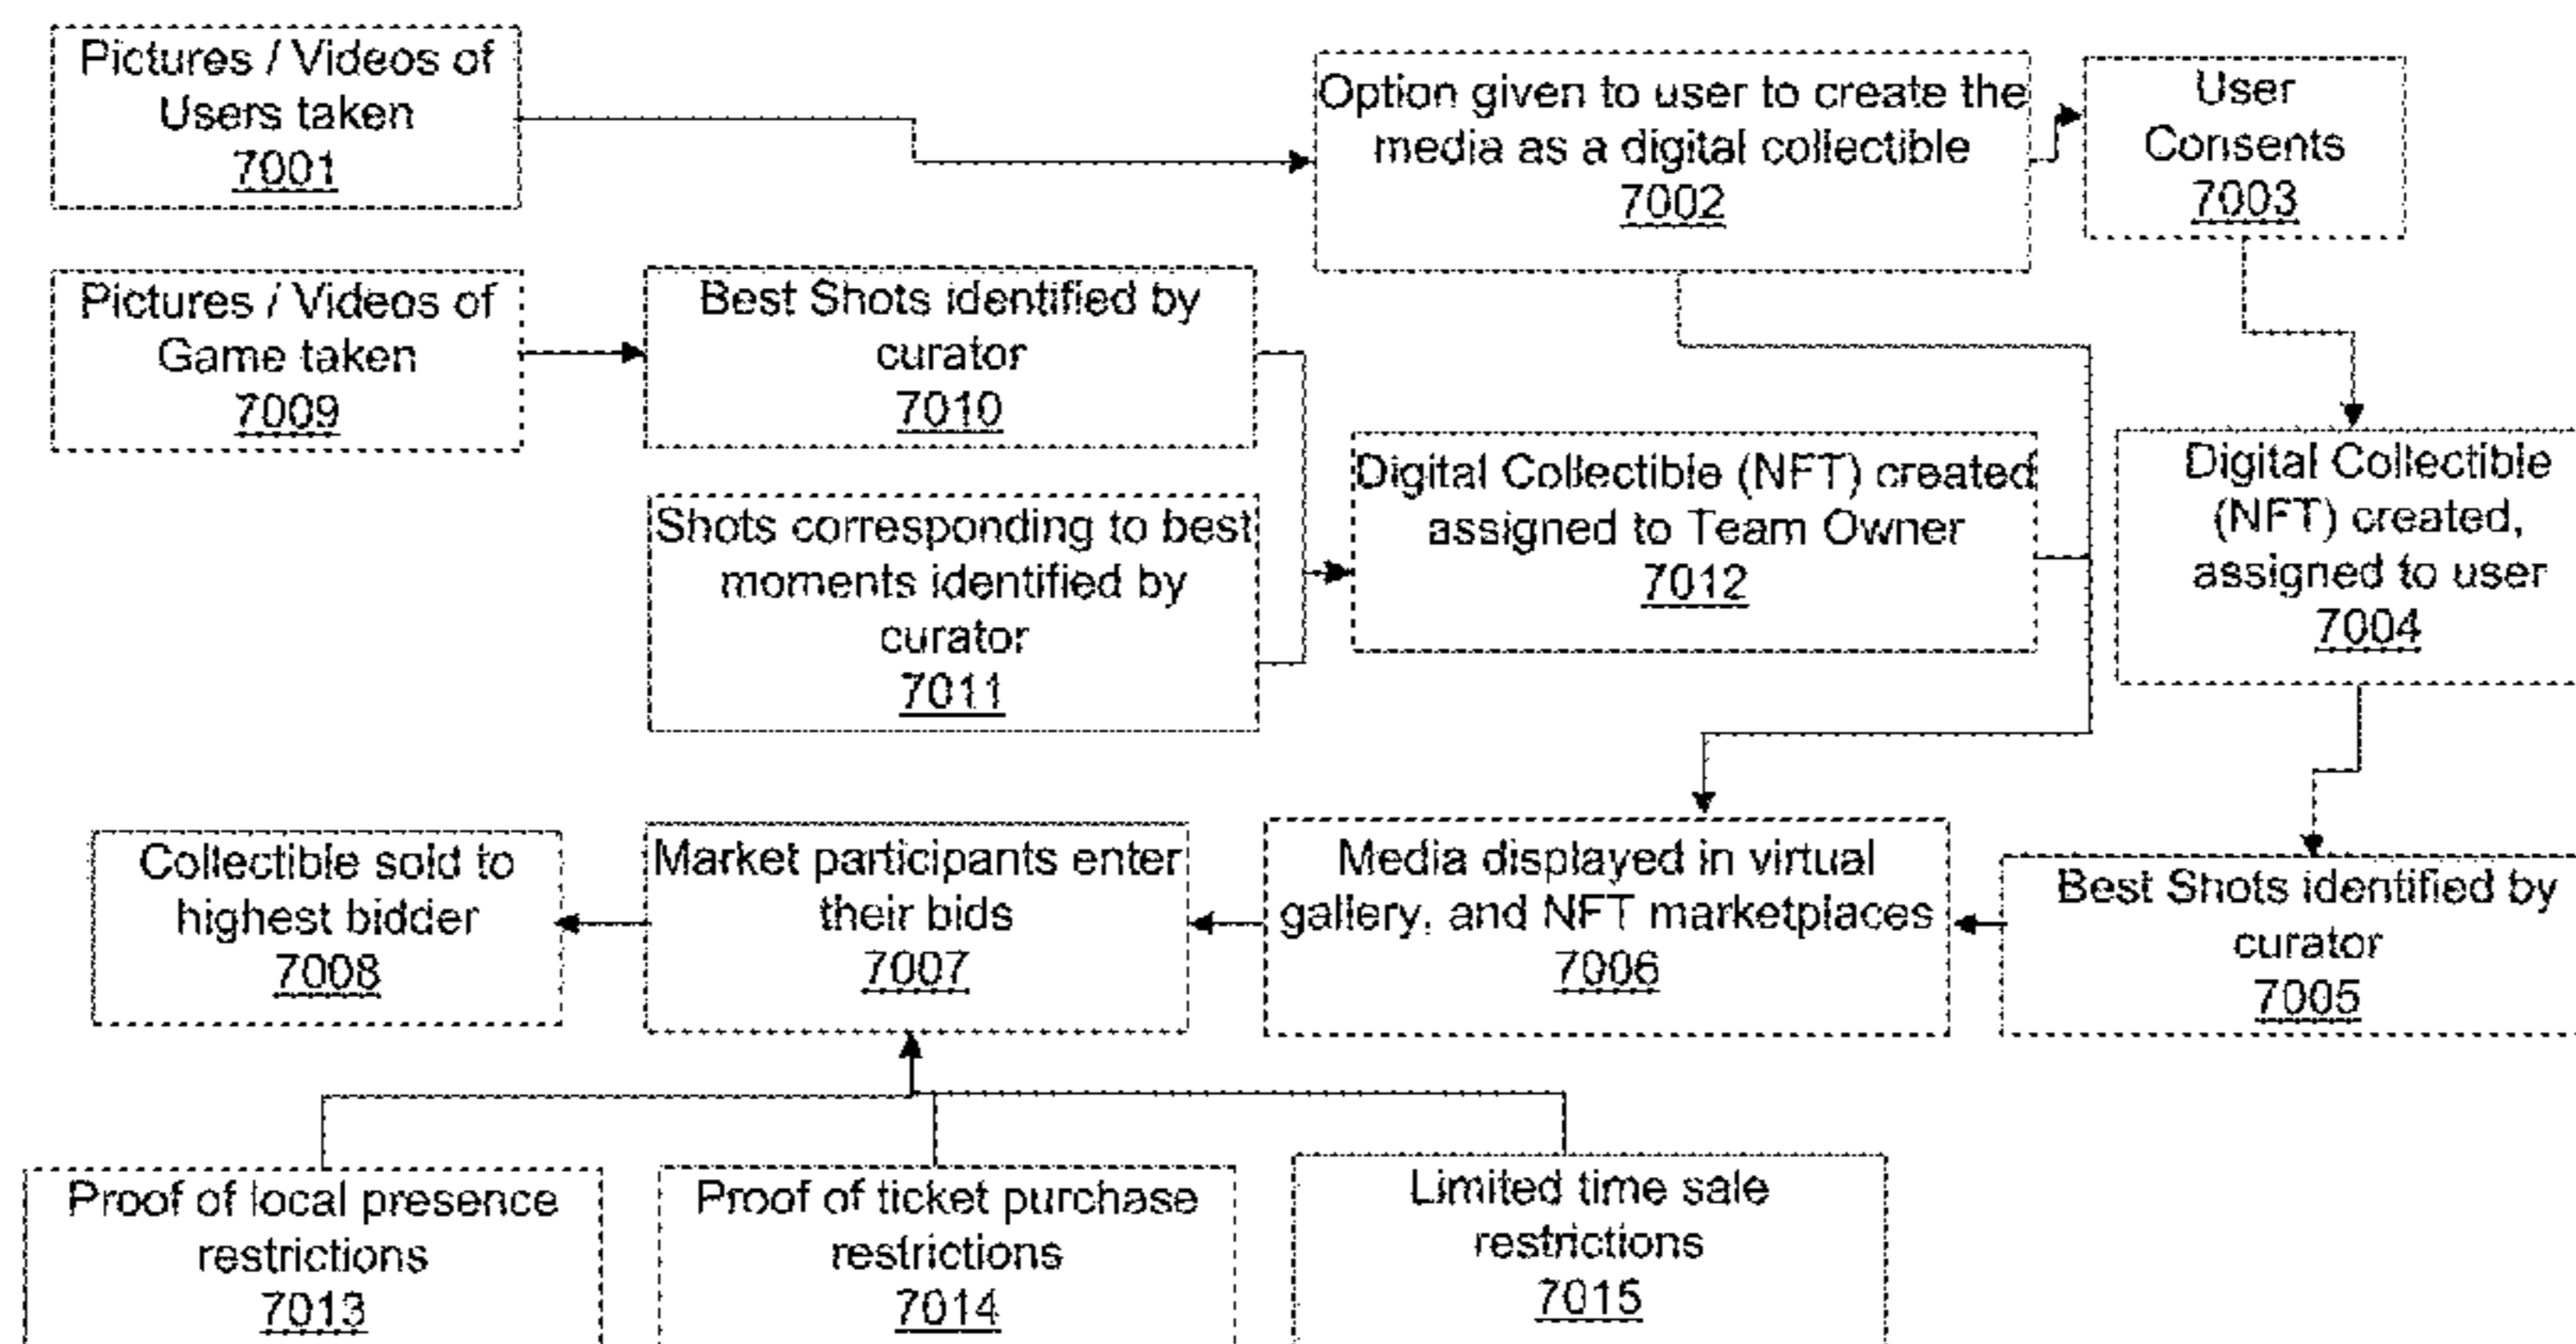 Pictures / Videos of
Users taken
7001
Option given to user to create the
media as a digital collectible
7002
User
Consents
7003
Pictures / Videos of
Game taken
7009
Best Shots identified by
curator
7010
Shots corresponding to best
moments identified by
curator
7011
Digital Collectible (NFT) created
assigned to Team Owner
7012
Digital Collectible
(NFT) created,
assigned to user
7004
Collectible sold to
highest bidder
7008
Market participants enter
their bids
7007
Media displayed in virtual
gallery, and NFT marketplaces
7006
Best Shots identified by
curator
7005
Proof of local presence
restrictions
7013
Proof of ticket purchase
restrictions
7014
Limited time sale
restrictions
7015